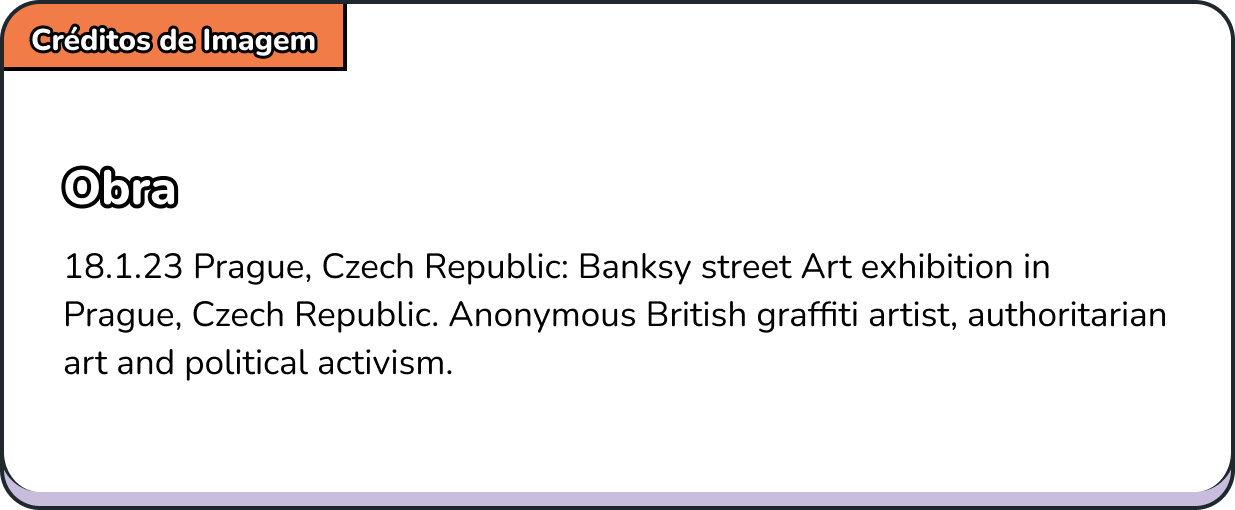 Créditos de Imagem
Obra
18.1.23 Prague, Czech Republic: Banksy street Art exhibition in
Prague, Czech Republic. Anonymous British graffiti artist, authoritarian
art and political activism.